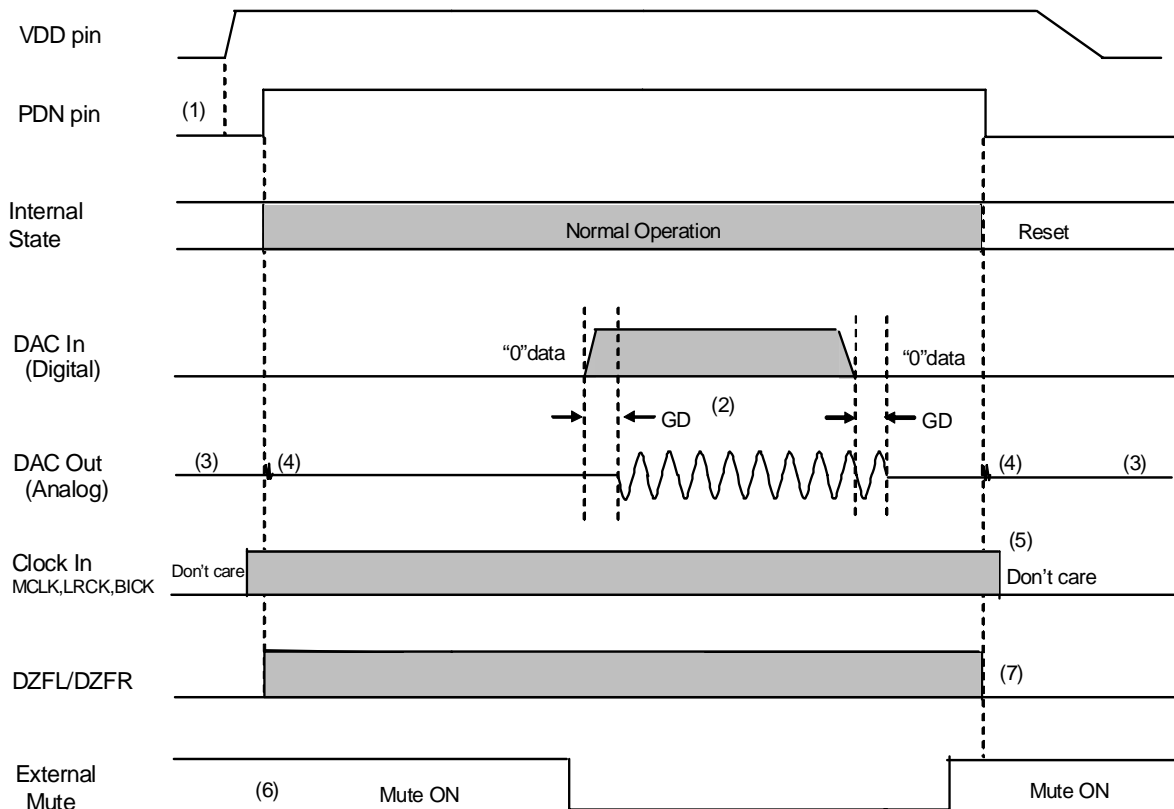 VDD pin
PDN pin
(1)
Internal
State
Normal Operation
Reset
DAC In
(Digital)
“0”data
“0”data
(2)
GD
GD
DAC Out
(Analog)
(3)
(4)
(4)
(3)
Clock In
MCLK,LRCK,BICK
Don’t care
(5)
Don’t care
DZFL/DZFR
(7)
External
Mute
(6)
Mute ON
Mute ON